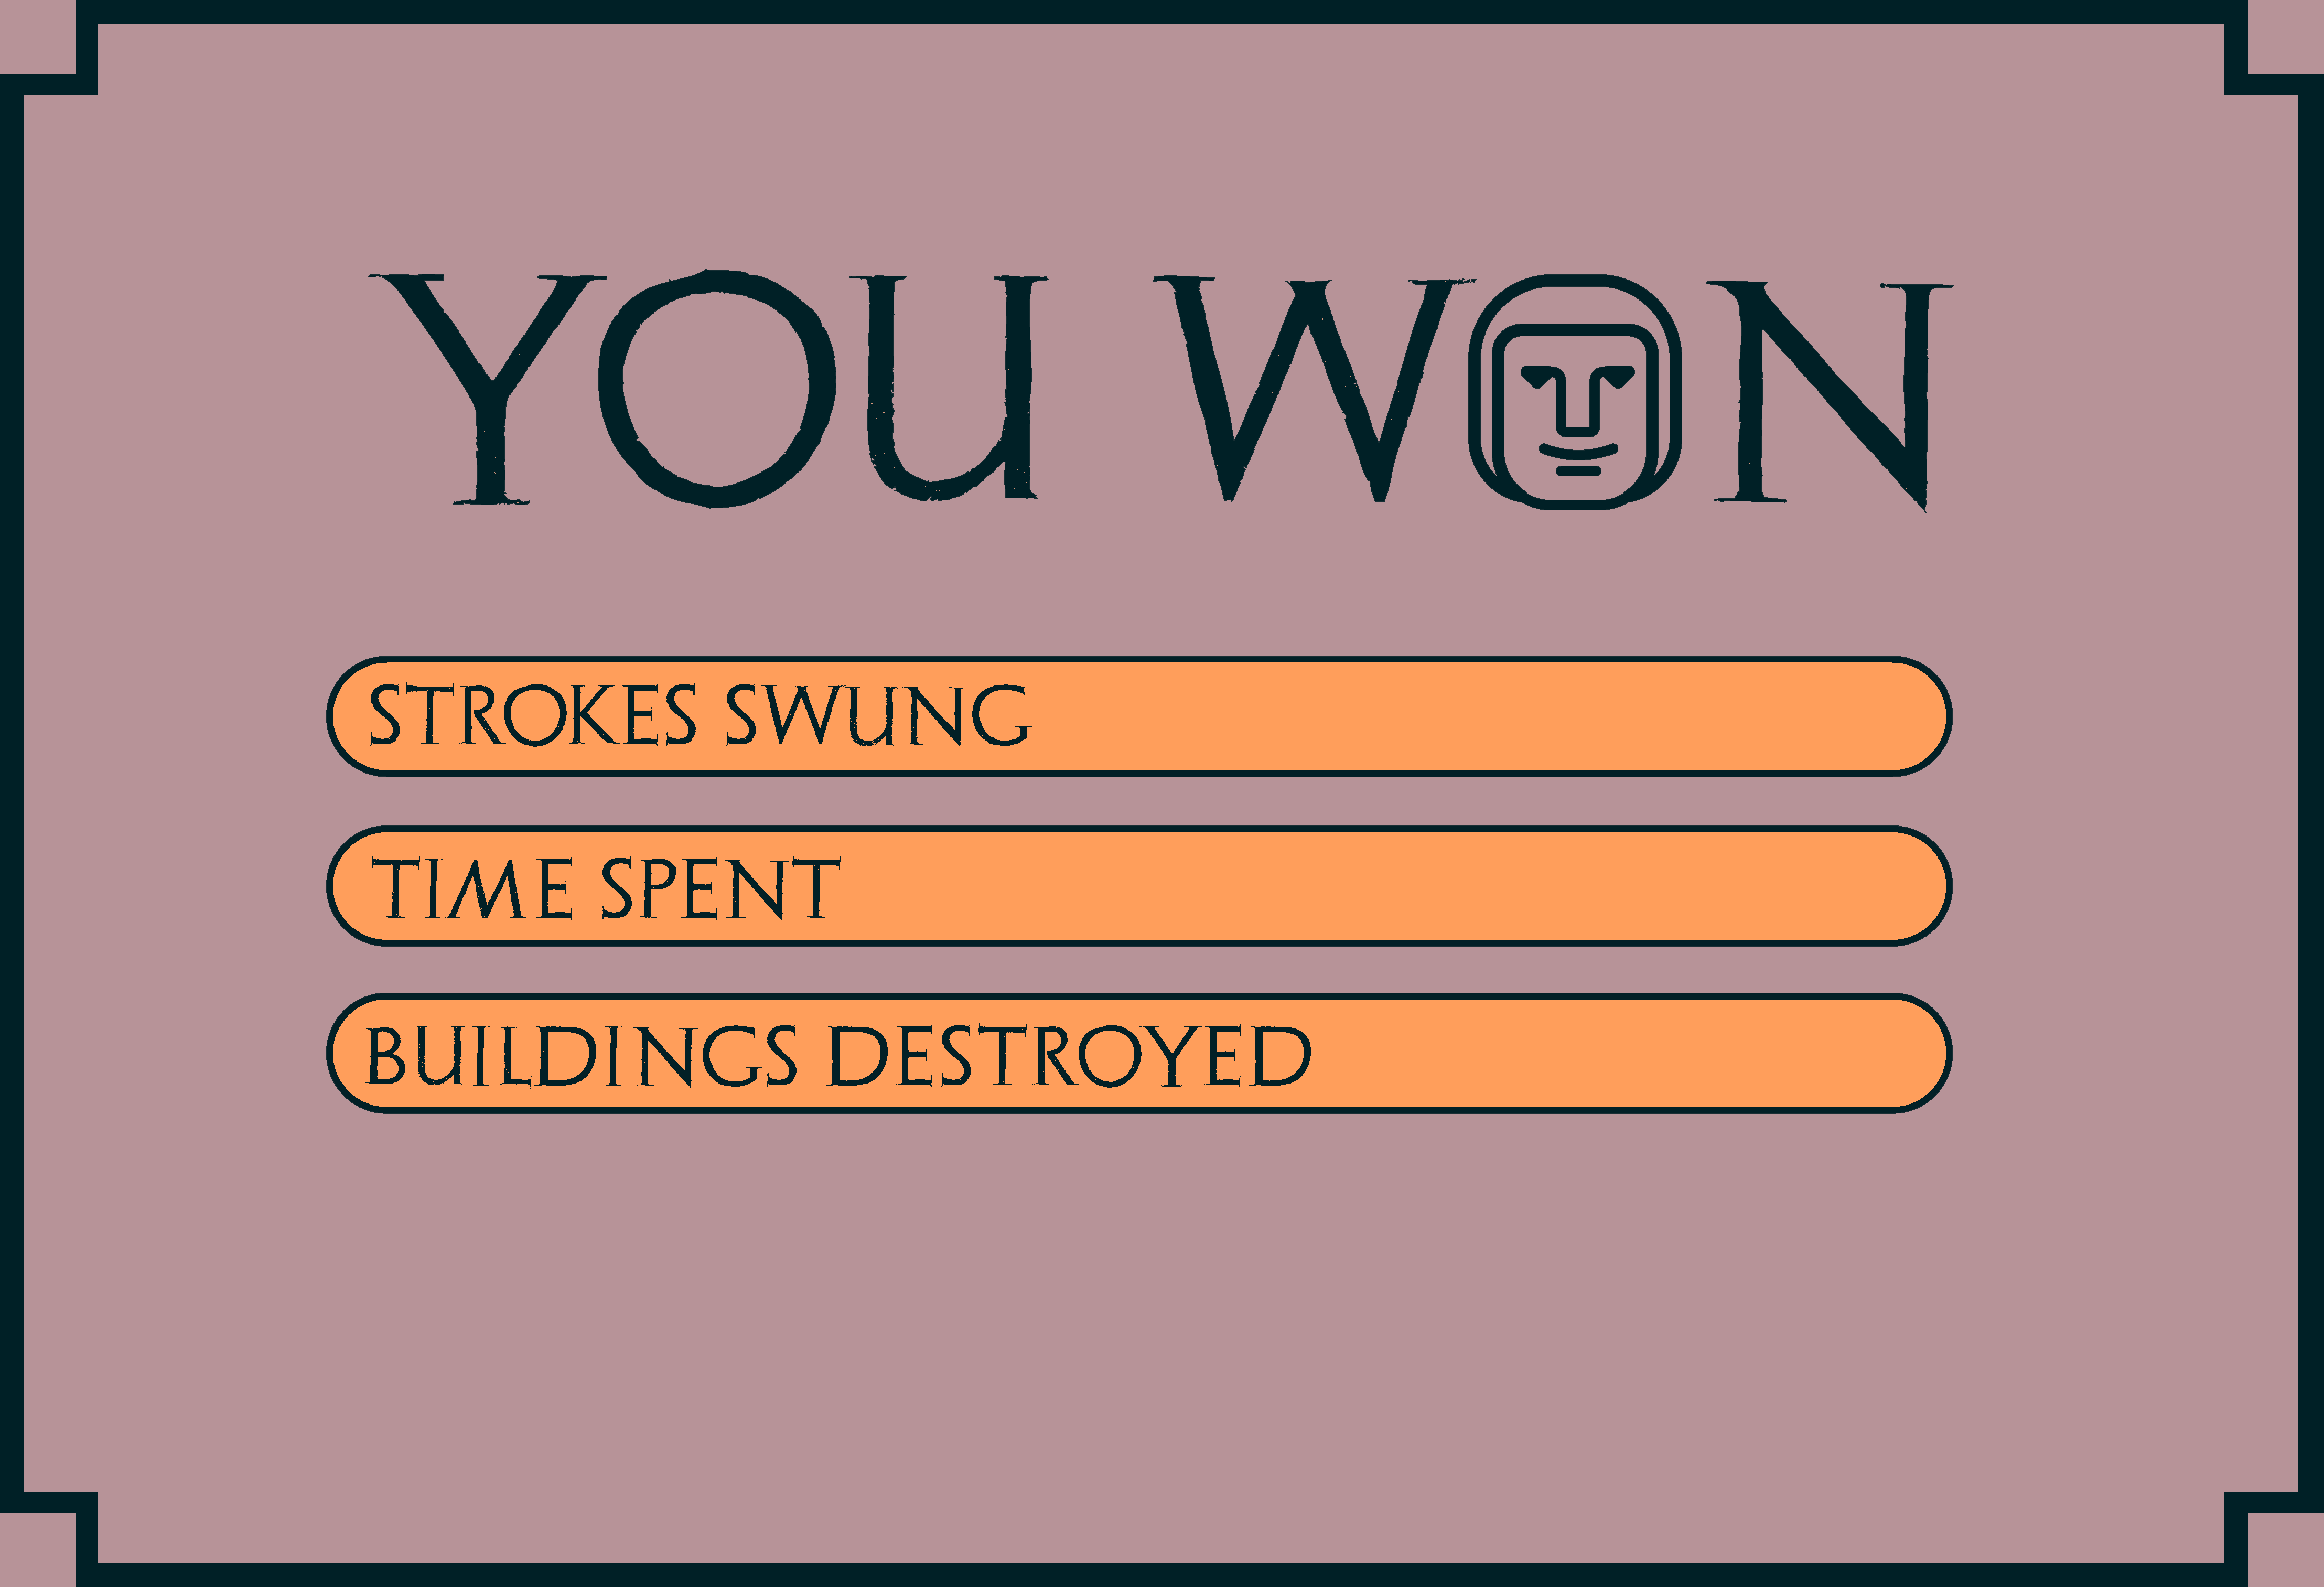 YOU WON
STROKES SWUNG
TIME SPENT
BUILDINGS DESTROYED